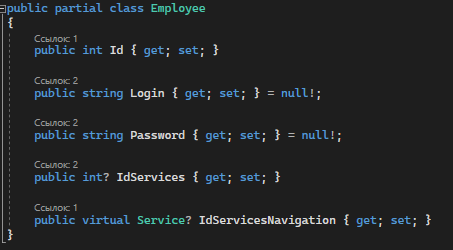 public partial class Employee
{
Ссылок: 1
public int Id { get; set; }
Ссылок: 2
public string Login { get; set; } = null!;
Ссылок: 2
public string Password { get; set; } = null!;
Ссылок: 2
public int? IdServices { get; set; }
Ссылок: 1
public virtual Service? IdServicesNavigation { get; set; }
}